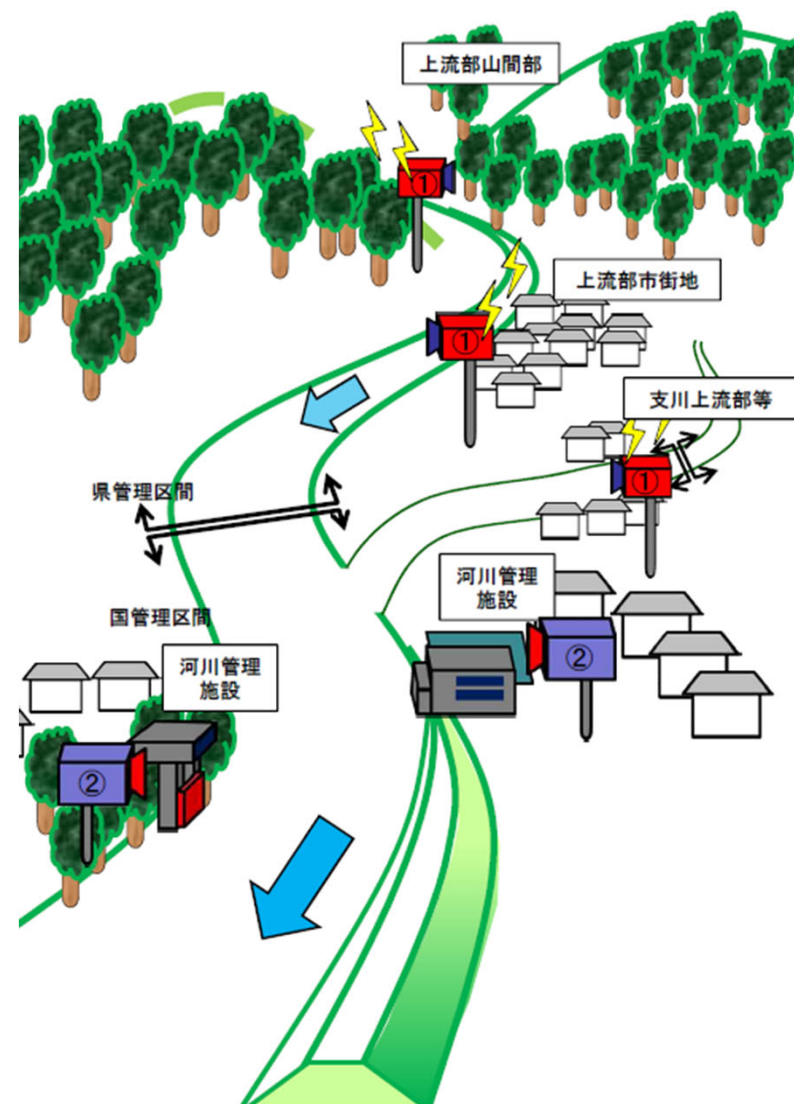 上流部山間部
①
上流部市街地
①
支川上流部等
①
県管理区間
河川管理
施設
国管理区間
②
河川管理
施設
②